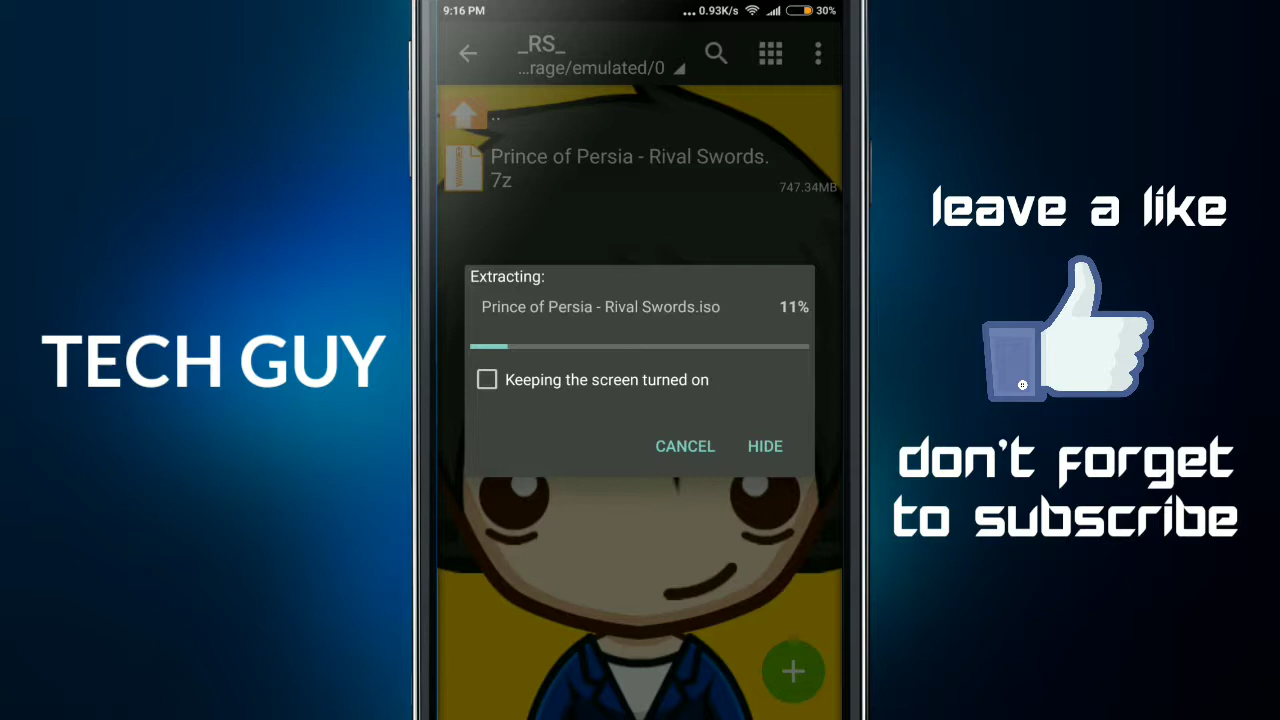 9:16 PM ... 0.93K/s 30%
_RS_
...rage/emulated/0
..
Prince of Persia - Rival Swords.
7z
747.34MB
Extracting:
Prince of Persia - Rival Swords.iso 11%
Keeping the screen turned on
CANCEL HIDE
TECH GUY
leave a like
don't forget
to subscribe